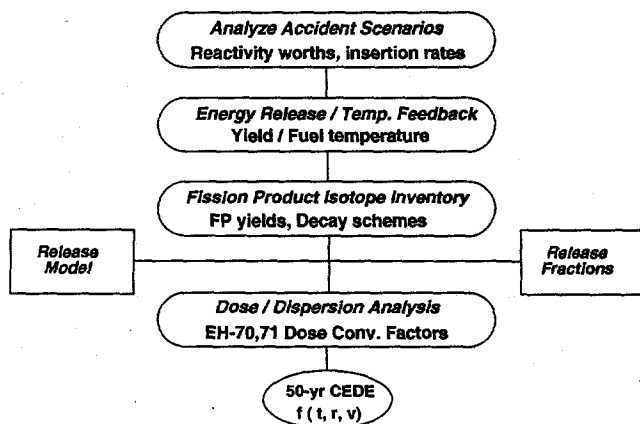 Analyze Accident Scenarios
Reactivity worths, insertion rates
Energy Release / Temp. Feedback
Yield / Fuel temperature
Fission Product Isotope Inventory
FP yields, Decay schemes
Release
Model
Release
Fractions
Dose / Dispersion Analysis
EH-70,71 Dose Conv. Factors
50-yr CEDE
f ( t, r, v)